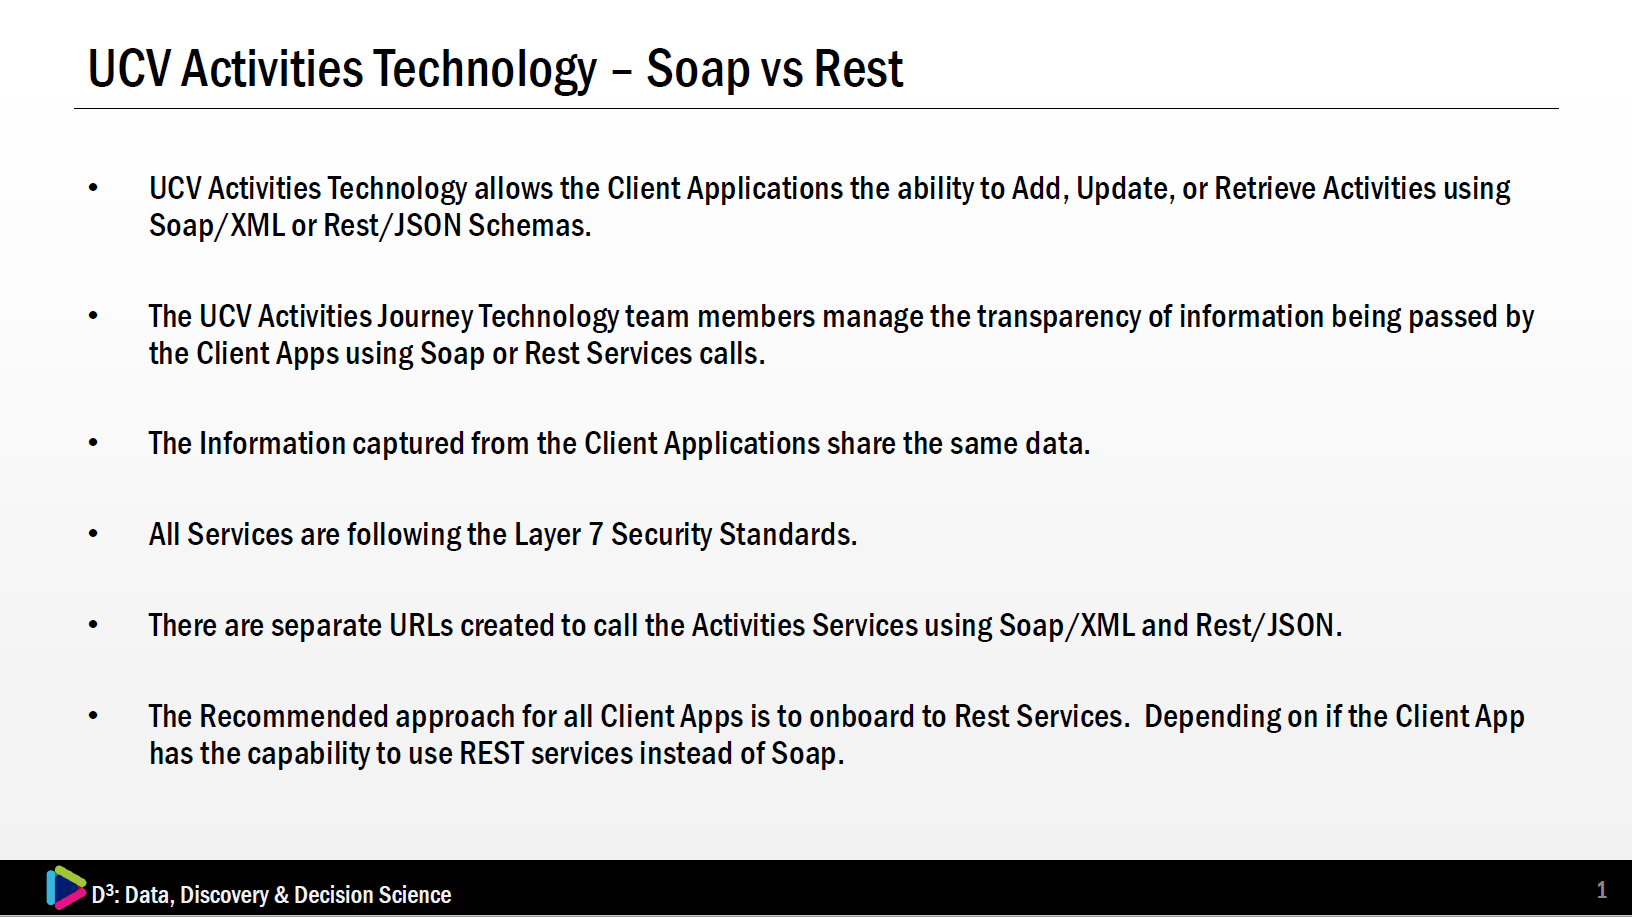 UCV Activities Technology – Soap vs Rest
• UCV Activities Technology allows the Client Applications the ability to Add, Update, or Retrieve Activities using
Soap/XML or Rest/JSON Schemas.
• The UCV Activities Journey Technology team members manage the transparency of information being passed by
the Client Apps using Soap or Rest Services calls.
• The Information captured from the Client Applications share the same data.
• All Services are following the Layer 7 Security Standards.
• There are separate URLs created to call the Activities Services using Soap/XML and Rest/JSON.
• The Recommended approach for all Client Apps is to onboard to Rest Services.  Depending on if the Client App
has the capability to use REST services instead of Soap.
D³: Data, Discovery & Decision Science
1